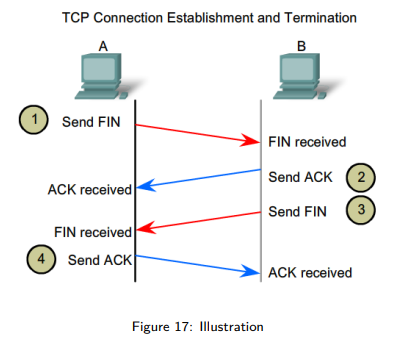 TCP Connection Establishment and Termination
A
B
1
Send FIN
FIN received
Send ACK
2
ACK received
Send FIN
3
FIN received
4
Send ACK
ACK received
Figure 17: Illustration